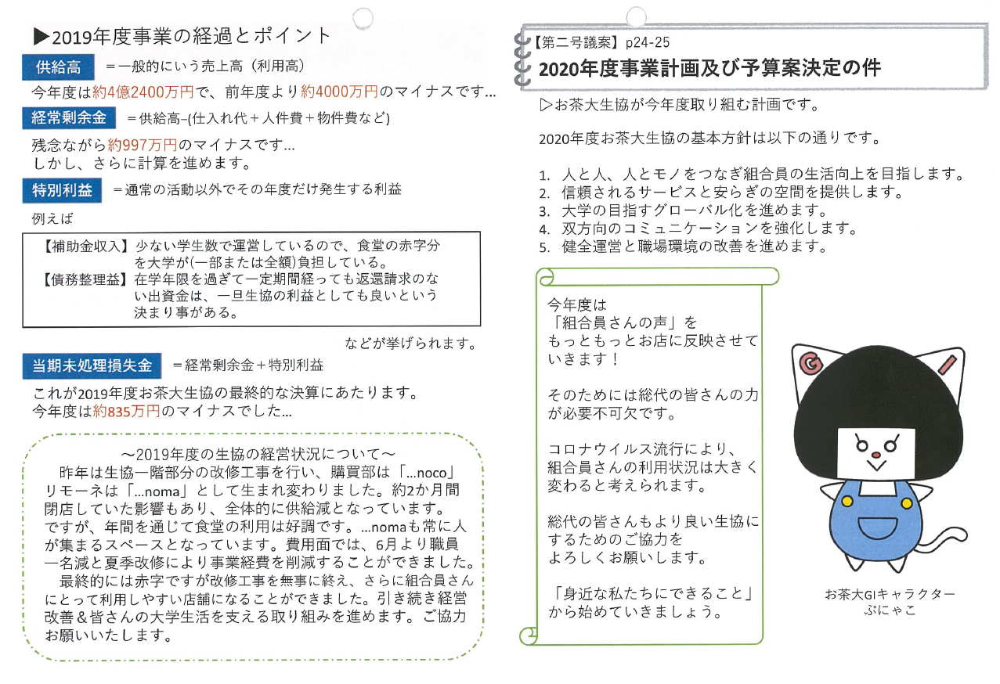 ▶2019年度事業の経過とポイント
供給高 ＝一般的にいう売上高（利用高）
今年度は約4億2400万円で、前年度より約4000万円のマイナスです…
経常剰余金 ＝供給高−(仕入れ代＋人件費＋物件費など)
残念ながら約997万円のマイナスです…
しかし、さらに計算を進めます。
特別利益 ＝通常の活動以外でその年度だけ発生する利益
例えば
【補助金収入】少ない学生数で運営しているので、食堂の赤字分
を大学が(一部または全額)負担している。
【債務整理益】在学年限を過ぎて一定期間経っても返還請求のな
い出資金は、一旦生協の利益としても良いという
決まり事がある。
などが挙げられます。
当期未処理損失金 ＝経常剰余金＋特別利益
これが2019年度お茶大生協の最終的な決算にあたります。
今年度は約835万円のマイナスでした…
～2019年度の生協の経営状況について～
昨年は生協一階部分の改修工事を行い、購買部は「…noco」
リモーネは「…noma」として生まれ変わりました。約2か月間
閉店していた影響もあり、全体的に供給減となっています。
ですが、年間を通じて食堂の利用は好調です。…nomaも常に人
が集まるスペースとなっています。費用面では、6月より職員
一名減と夏季改修により事業経費を削減することができました。
最終的には赤字ですが改修工事を無事に終え、さらに組合員さん
にとって利用しやすい店舗になることができました。引き続き経営
改善＆皆さんの大学生活を支える取り組みを進めます。ご協力
お願いいたします。
【第二号議案】p24-25
2020年度事業計画及び予算案決定の件
▷お茶大生協が今年度取り組む計画です。
2020年度お茶大生協の基本方針は以下の通りです。
1. 人と人、人とモノをつなぎ組合員の生活向上を目指します。
2. 信頼されるサービスと安らぎの空間を提供します。
3. 大学の目指すグローバル化を進めます。
4. 双方向のコミュニケーションを強化します。
5. 健全運営と職場環境の改善を進めます。
今年度は
「組合員さんの声」を
もっともっとお店に反映させて
いきます！
そのためには総代の皆さんの力
が必要不可欠です。
コロナウイルス流行により、
組合員さんの利用状況は大きく
変わると考えられます。
総代の皆さんもより良い生協に
するためのご協力を
よろしくお願いします。
「身近な私たちにできること」
から始めていきましょう。
G I
お茶大GIキャラクター
ぷにゃこ